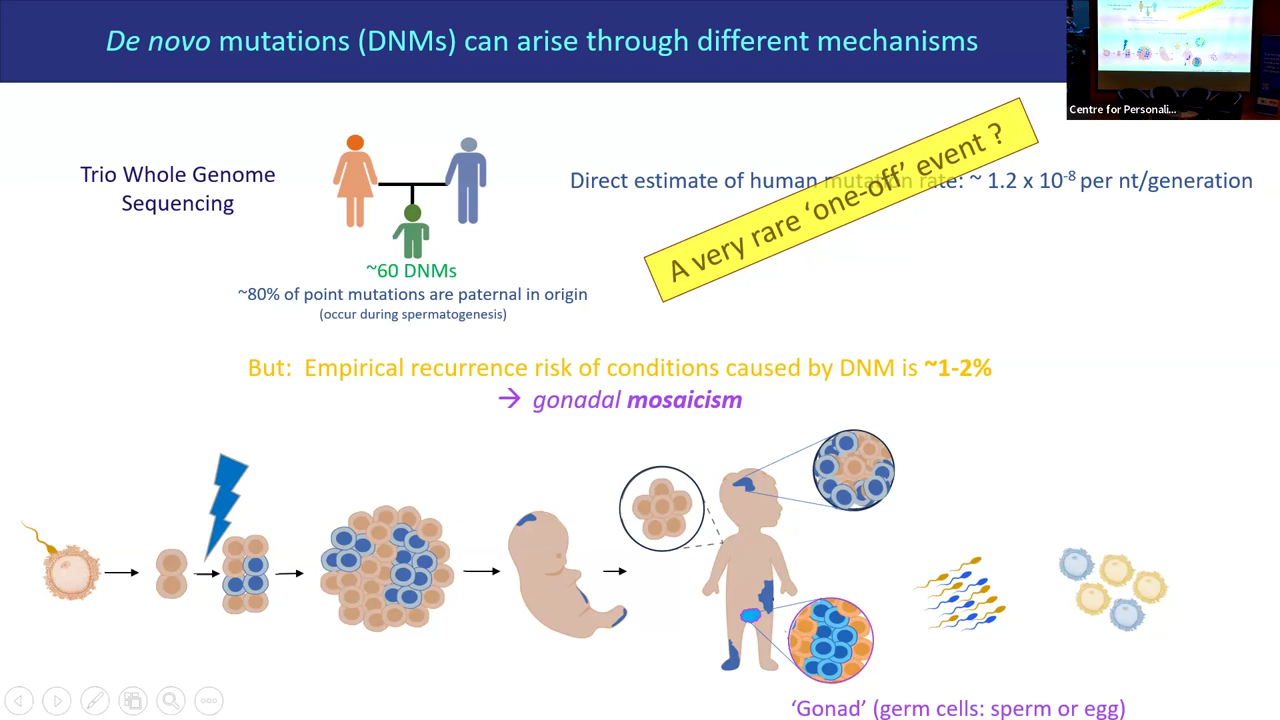 De novo mutations (DNMs) can arise through different mechanisms
Centre for Personali...
Trio Whole Genome
Sequencing
Direct estimate of human mutation rate: ~ 1.2 x 10-8 per nt/generation
A very rare 'one-off' event ?
~60 DNMs
~80% of point mutations are paternal in origin
(occur during spermatogenesis)
But: Empirical recurrence risk of conditions caused by DNM is ~1-2%
→ gonadal mosaicism
'Gonad' (germ cells: sperm or egg)